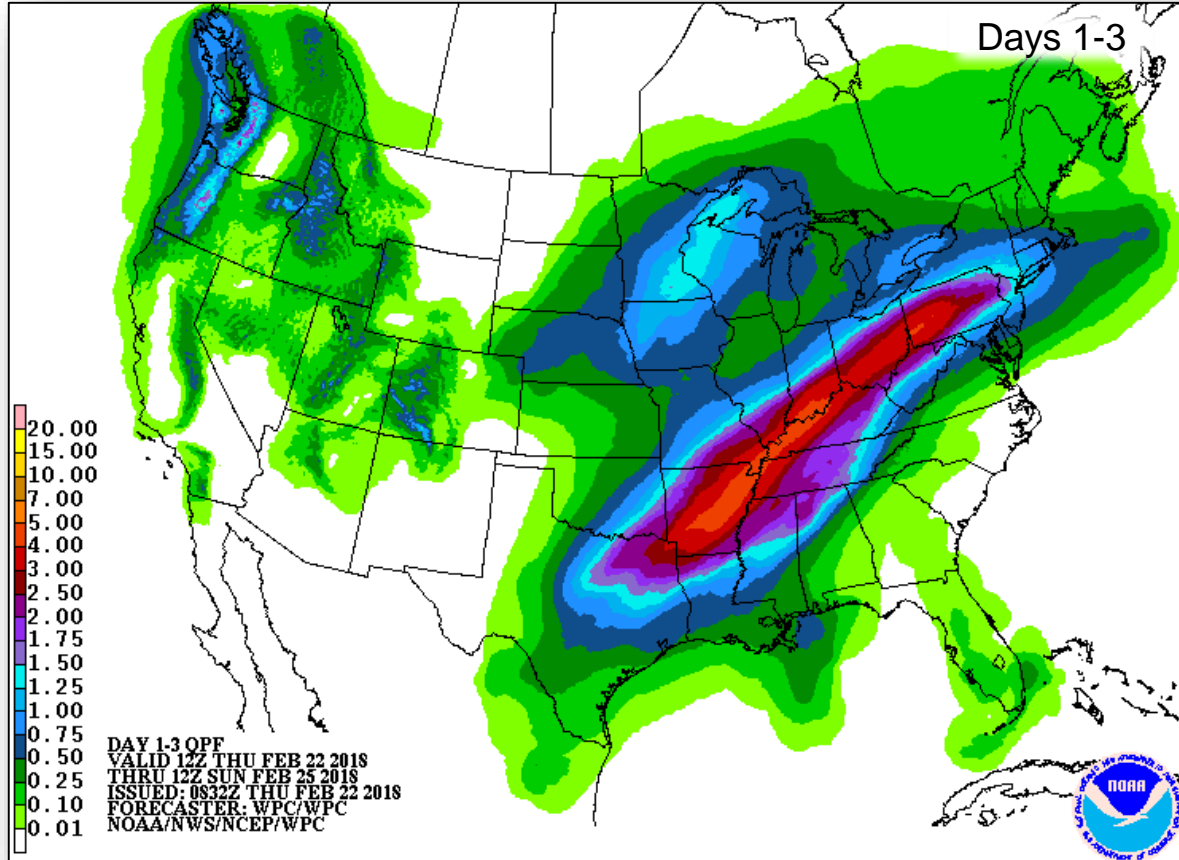 Days 1-3
20.00
15.00
10.00
7.00
5.00
4.00
3.00
2.50
2.00
1.75
1.50
1.25
1.00
0.75
0.50
0.25
0.10
0.01
DAY 1-3 QPF
VALID 12Z THU FEB 22 2018
THRU 12Z SUN FEB 25 2018
ISSUED: 0832Z THU FEB 22 2018
FORECASTER: WPC/WPC
NOAA/NWS/NCEP/WPC
NOAA